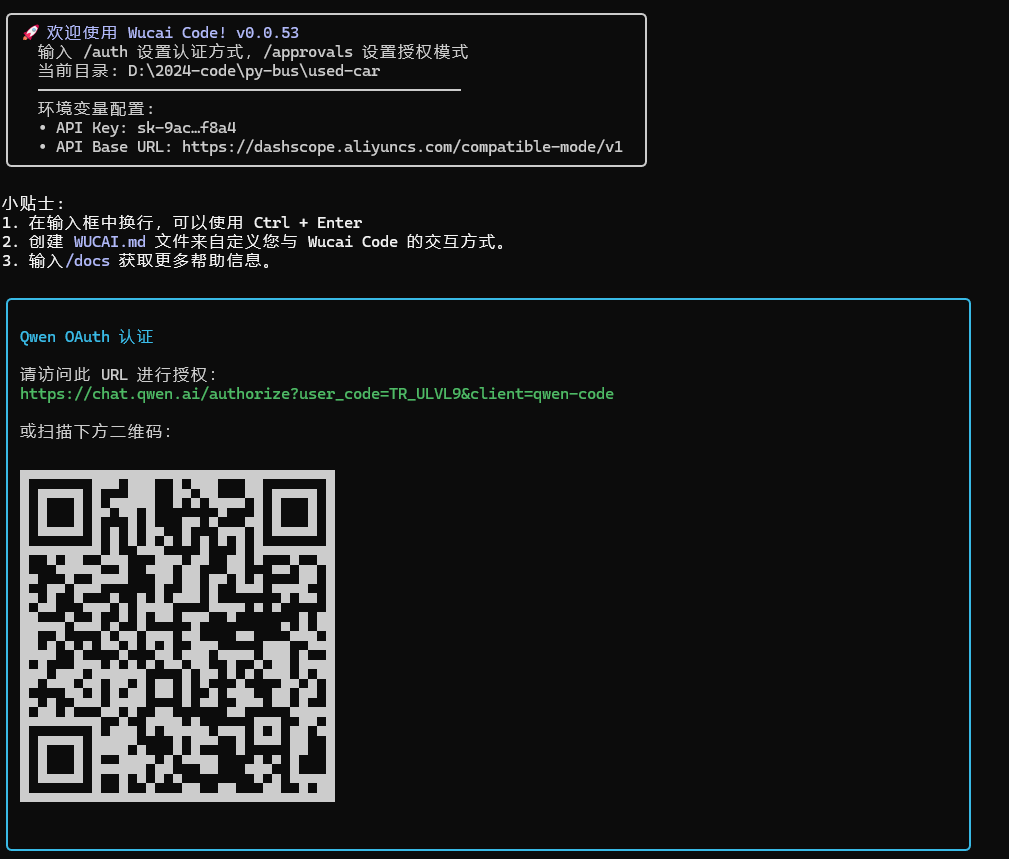 🚀 欢迎使用 Wucai Code! v0.0.53
输入 /auth 设置认证方式, /approvals 设置授权模式
当前目录: D:\2024-code\py-bus\used-car
环境变量配置:
• API Key: sk-9ac…f8a4
• API Base URL: https://dashscope.aliyuncs.com/compatible-mode/v1
小贴士:
1. 在输入框中换行, 可以使用 Ctrl + Enter
2. 创建 WUCAI.md 文件来自定义您与 Wucai Code 的交互方式。
3. 输入/docs 获取更多帮助信息。
Qwen OAuth 认证
请访问此 URL 进行授权:
https://chat.qwen.ai/authorize?user_code=TR_ULVL9&client=qwen-code
或扫描下方二维码: